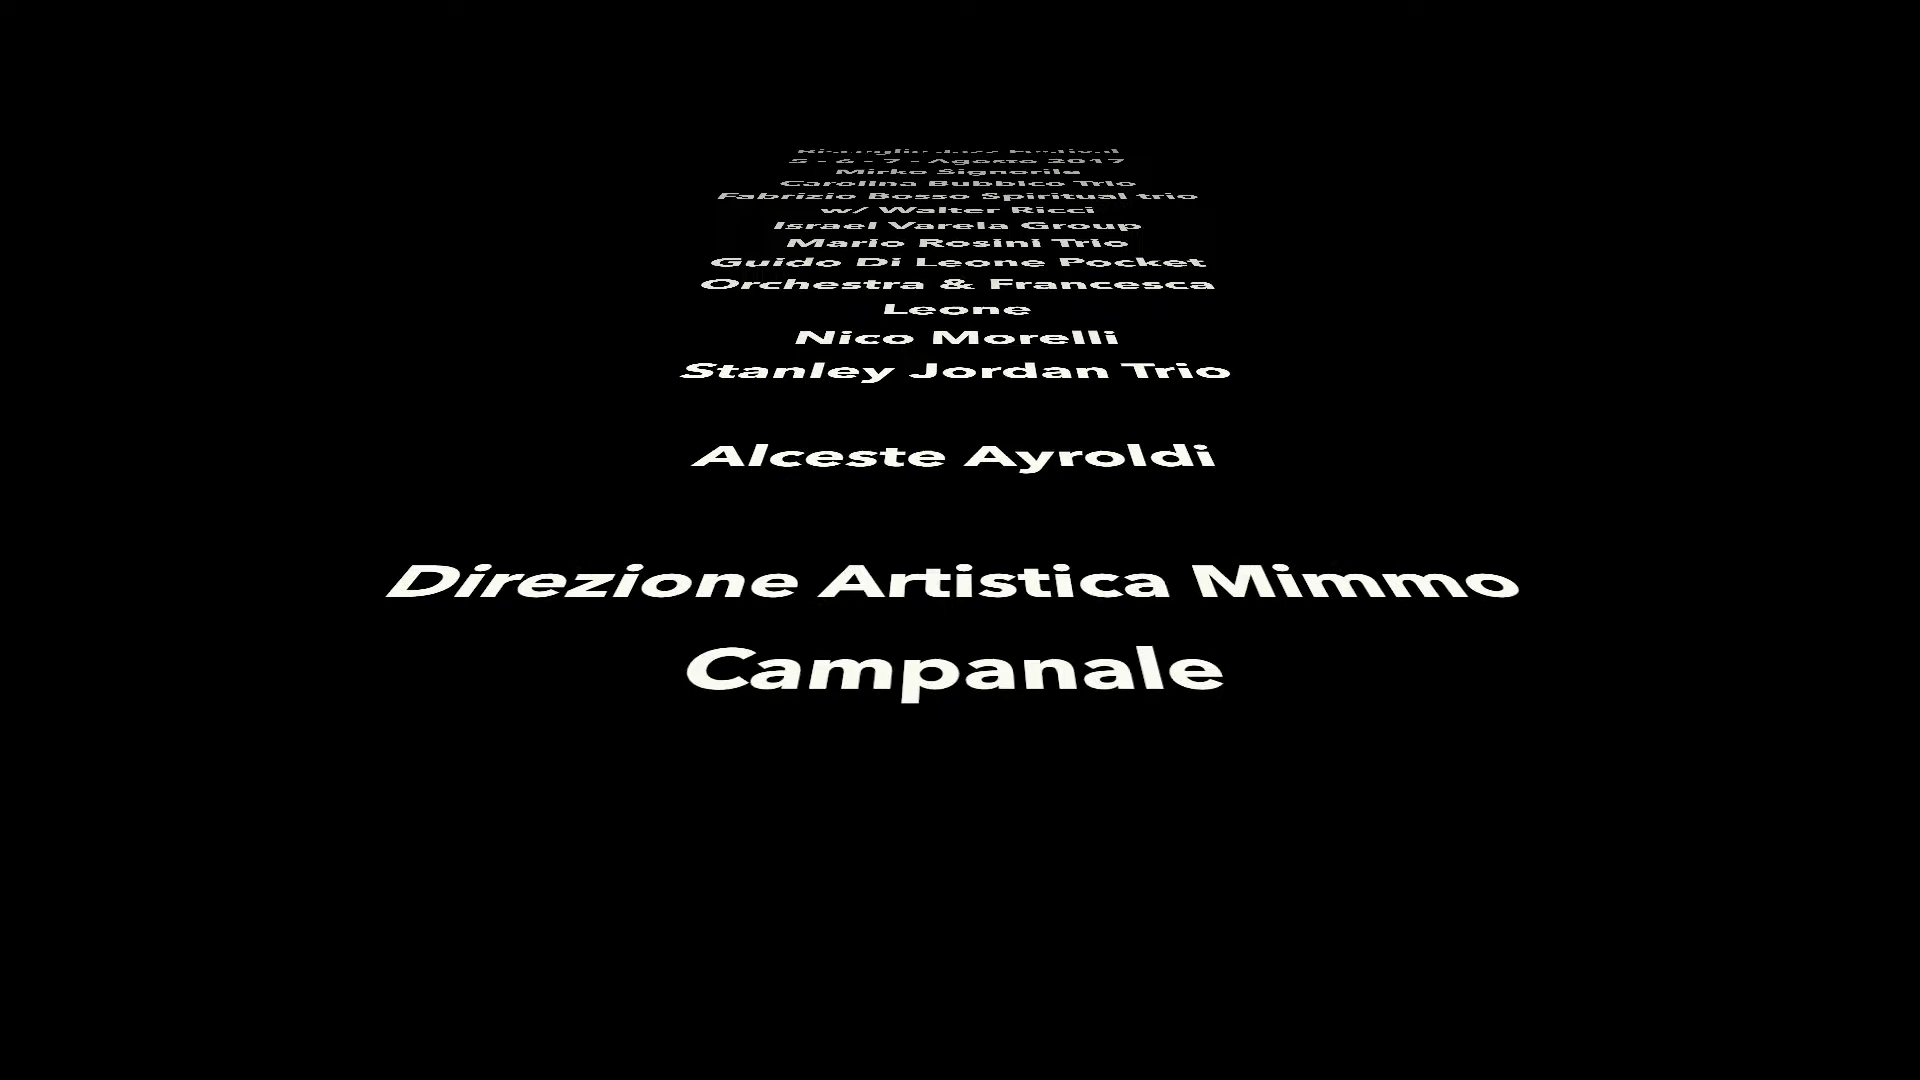 Jazz Festival
5 - 6 - 7 - Agosto 2017
Mirko Signorile
Carolina Bubbico Trio
Fabrizio Bosso Spiritual trio
w/ Walter Ricci
Israel Varela Group
Mario Rosini Trio
Guido Di Leone Pocket
Orchestra & Francesca
Leone
Nico Morelli
Stanley Jordan Trio
Alceste Ayroldi
Direzione Artistica Mimmo
Campanale